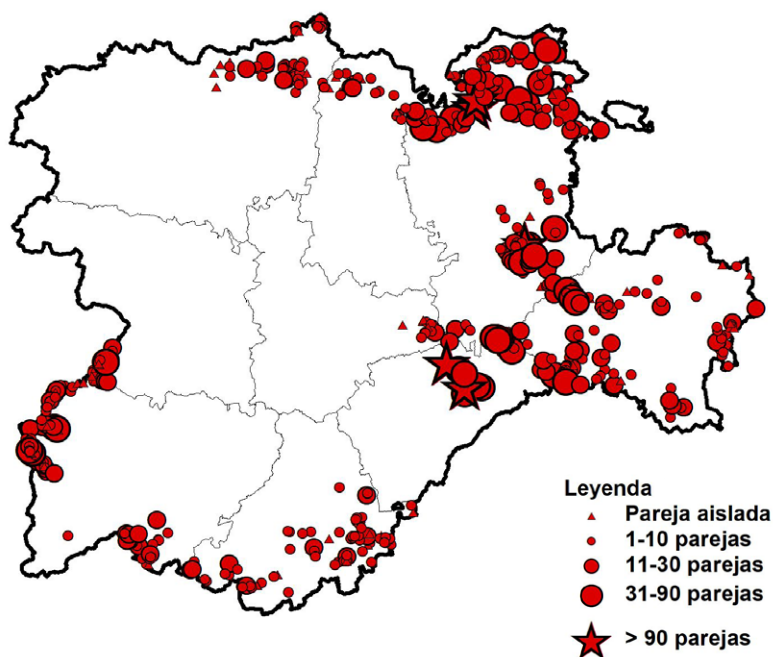 Leyenda
Pareja aislada
1-10 parejas
11-30 parejas
31-90 parejas
> 90 parejas